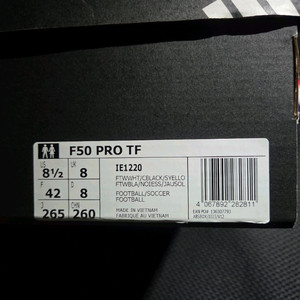 F50 PRO TF
US
8½
UK
8
F
42
D
8
J
265
CHN
260
IE1220
FTWWHT/CBLACK/SYELLO
FTWBLA/NOIESS/JAUSOL
FOOTBALL/SOCCER
FOOTBALL
MADE IN VIETNAM
FABRIQUÉ AU VIETNAM
4 067892 282811